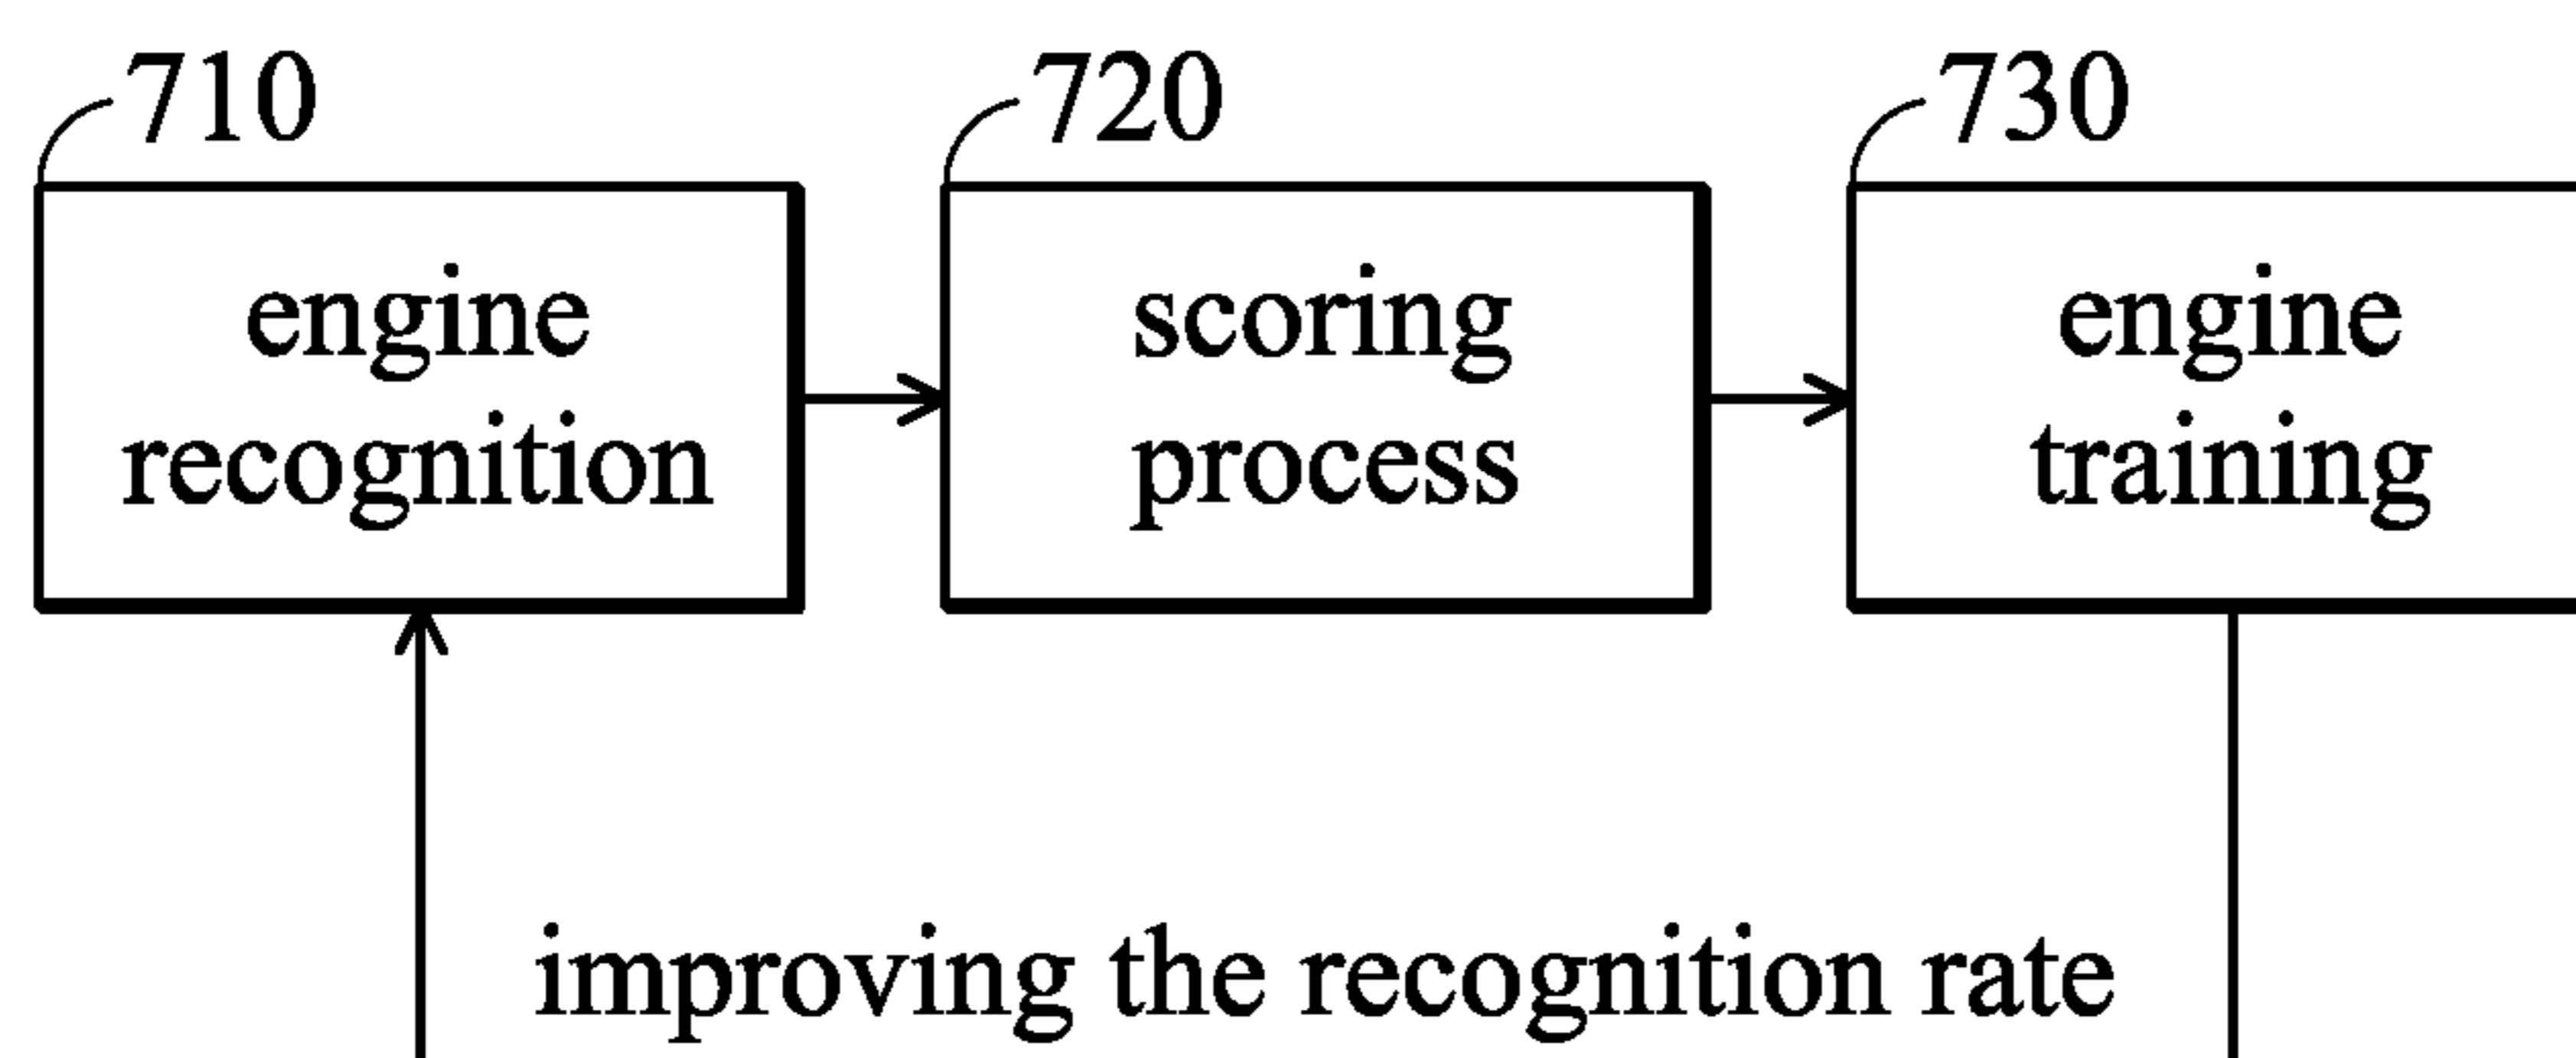 710
720
730
engine
recognition
scoring
process
engine
training
improving the recognition rate